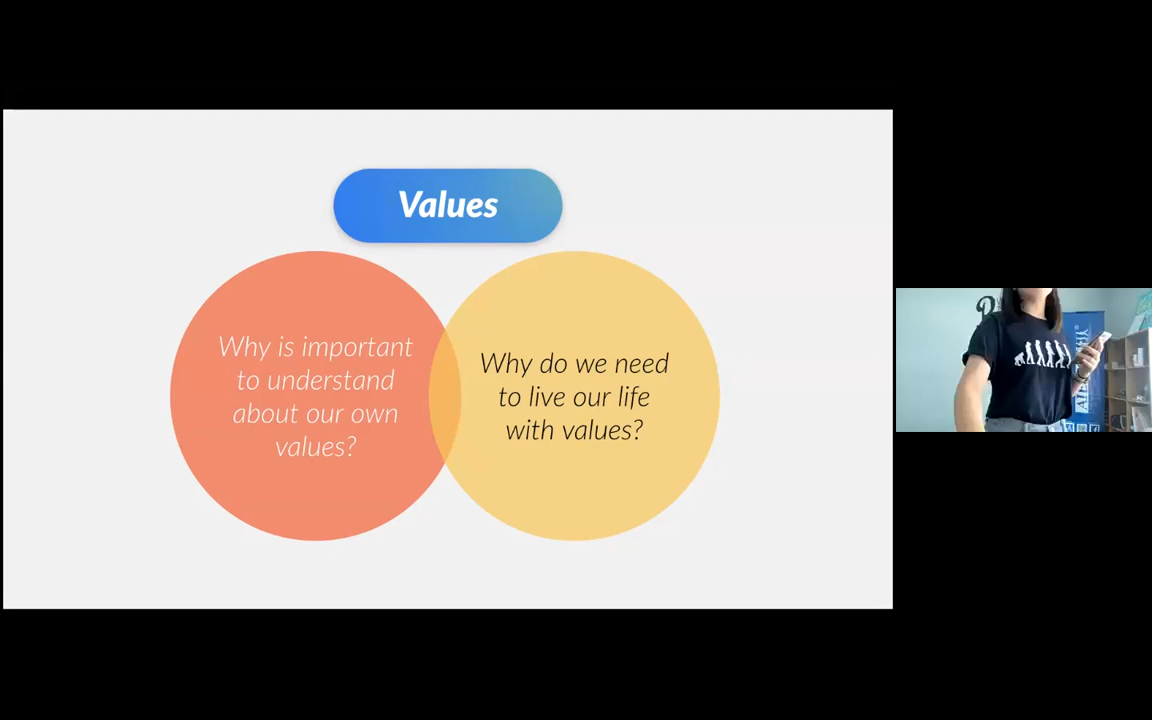 Values
Why is important
to understand
about our own
values?
Why do we need
to live our life
with values?